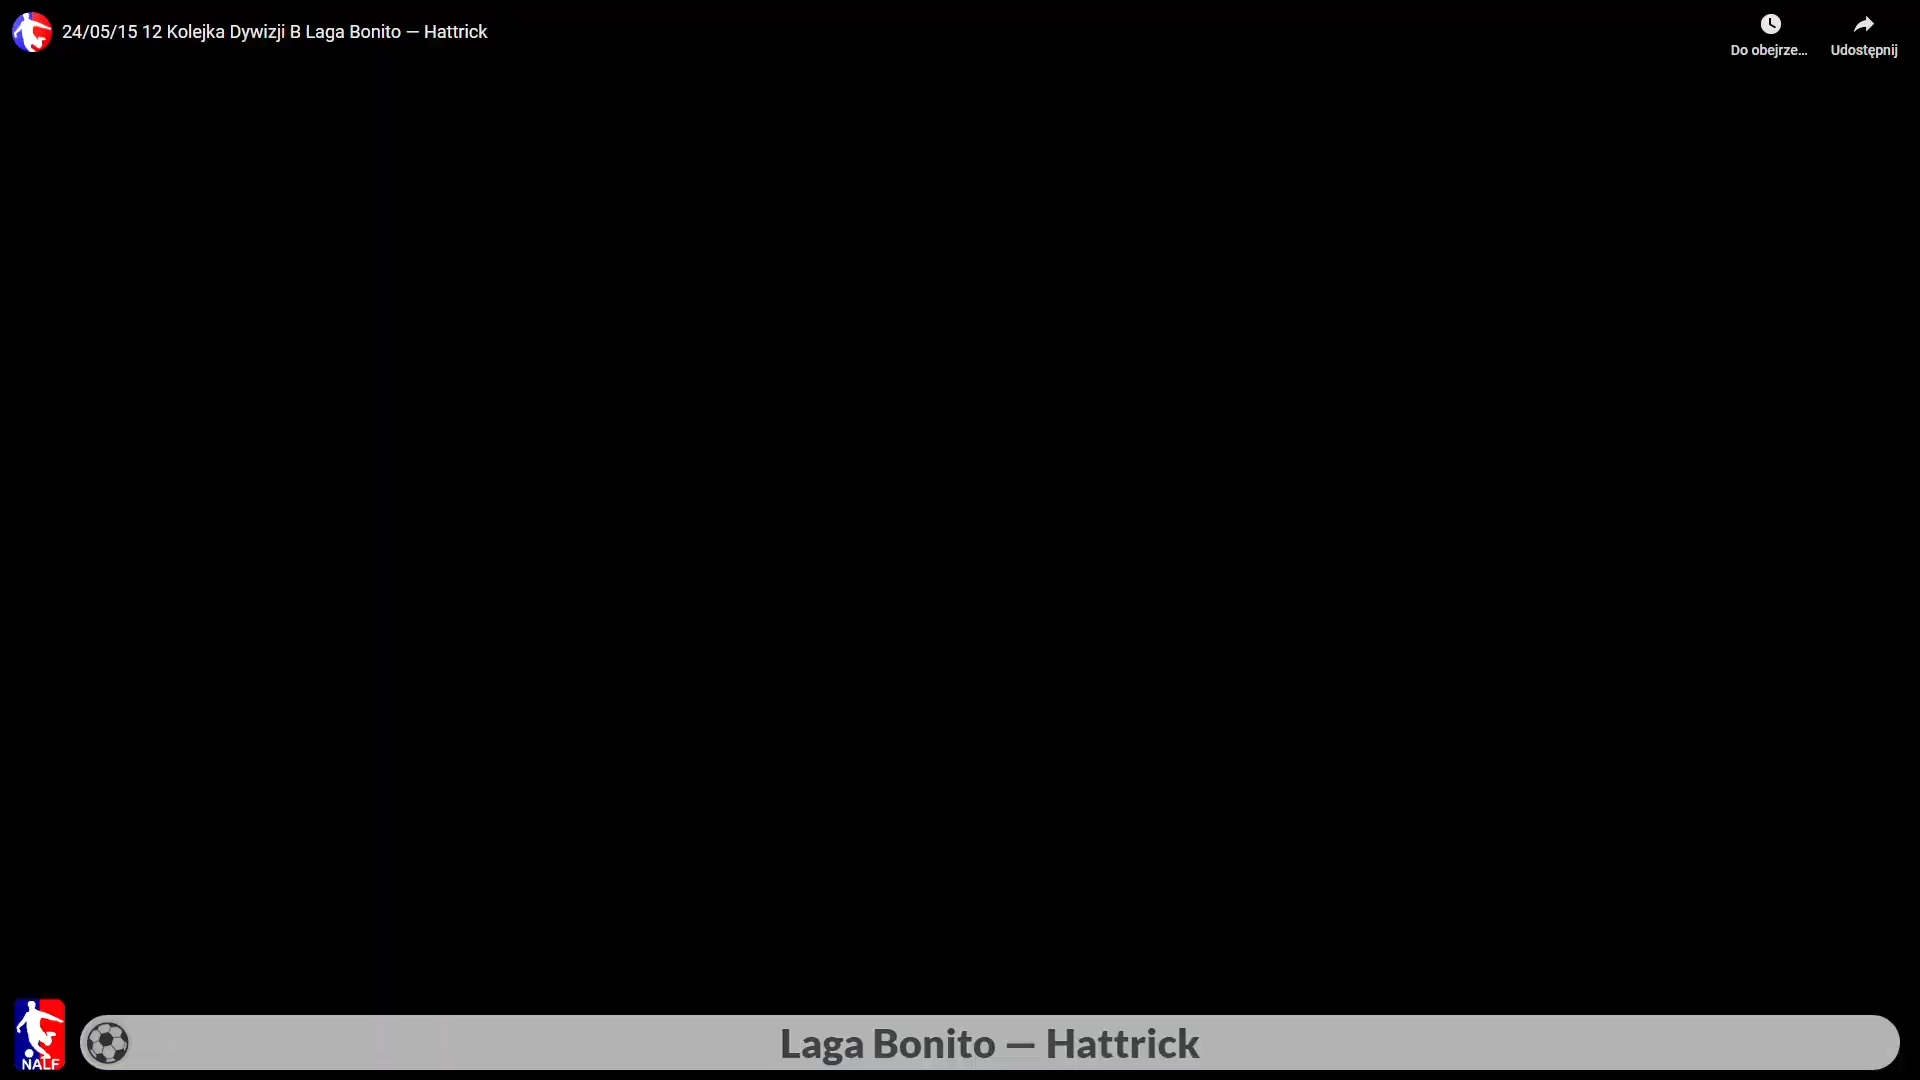 24/05/15 12 Kolejka Dywizji B Laga Bonito — Hattrick
Do obejrze...
Udostępnij
NALF
Laga Bonito — Hattrick